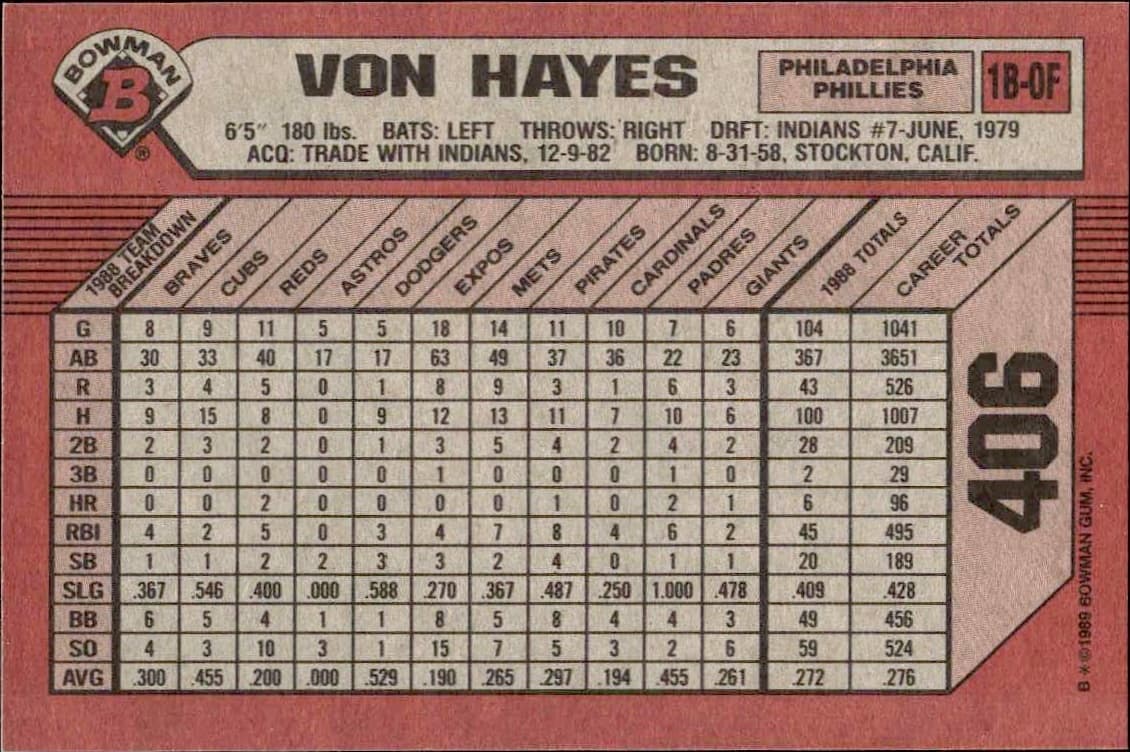 BOWMAN
B
®
VON HAYES
PHILADELPHIA
PHILLIES
1B-OF
6'5" 180 lbs. BATS: LEFT THROWS: RIGHT DRFT: INDIANS #7-JUNE, 1979
ACQ: TRADE WITH INDIANS, 12-9-82 BORN: 8-31-58, STOCKTON, CALIF.
1988 TEAM BREAKDOWN BRAVES CUBS REDS ASTROS DODGERS EXPOS METS PIRATES CARDINALS PADRES GIANTS 1988 TOTALS CAREER TOTALS
G 8 9 11 5 5 18 14 11 10 7 6 104 1041
AB 30 33 40 17 17 63 49 37 36 22 23 367 3651
R 3 4 5 0 1 8 9 3 1 6 3 43 526
H 9 15 8 0 9 12 13 11 7 10 6 100 1007
2B 2 3 2 0 1 3 5 4 2 4 2 28 209
3B 0 0 0 0 0 1 0 0 0 1 0 2 29
HR 0 0 2 0 0 0 0 1 0 2 1 6 96
RBI 4 2 5 0 3 4 7 8 4 6 2 45 495
SB 1 1 2 2 3 3 2 4 0 1 1 20 189
SLG .367 .546 .400 .000 .588 .270 .367 .487 .250 1.000 .478 .409 .428
BB 6 5 4 1 1 8 5 8 4 4 3 49 456
SO 4 3 10 3 1 15 7 5 3 2 6 59 524
AVG .300 .455 .200 .000 .529 .190 .265 .297 .194 .455 .261 .272 .276
406
B*©1989 BOWMAN GUM, INC.